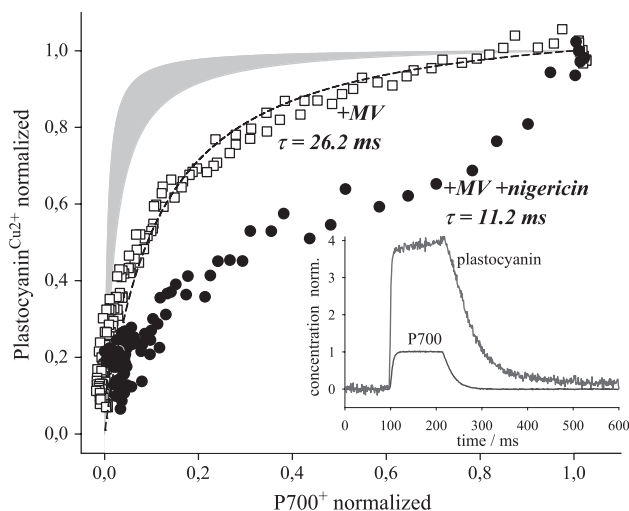 1,0
0,8
0,6
0,4
0,2
0,0
Plastocyanin^Cu2+ normalized
+MV
τ = 26.2 ms
+MV +nigericin
τ = 11.2 ms
4
3
2
1
0
concentration norm.
plastocyanin
P700
0 100 200 300 400 500 600
time / ms
0,0 0,2 0,4 0,6 0,8 1,0
P700⁺ normalized